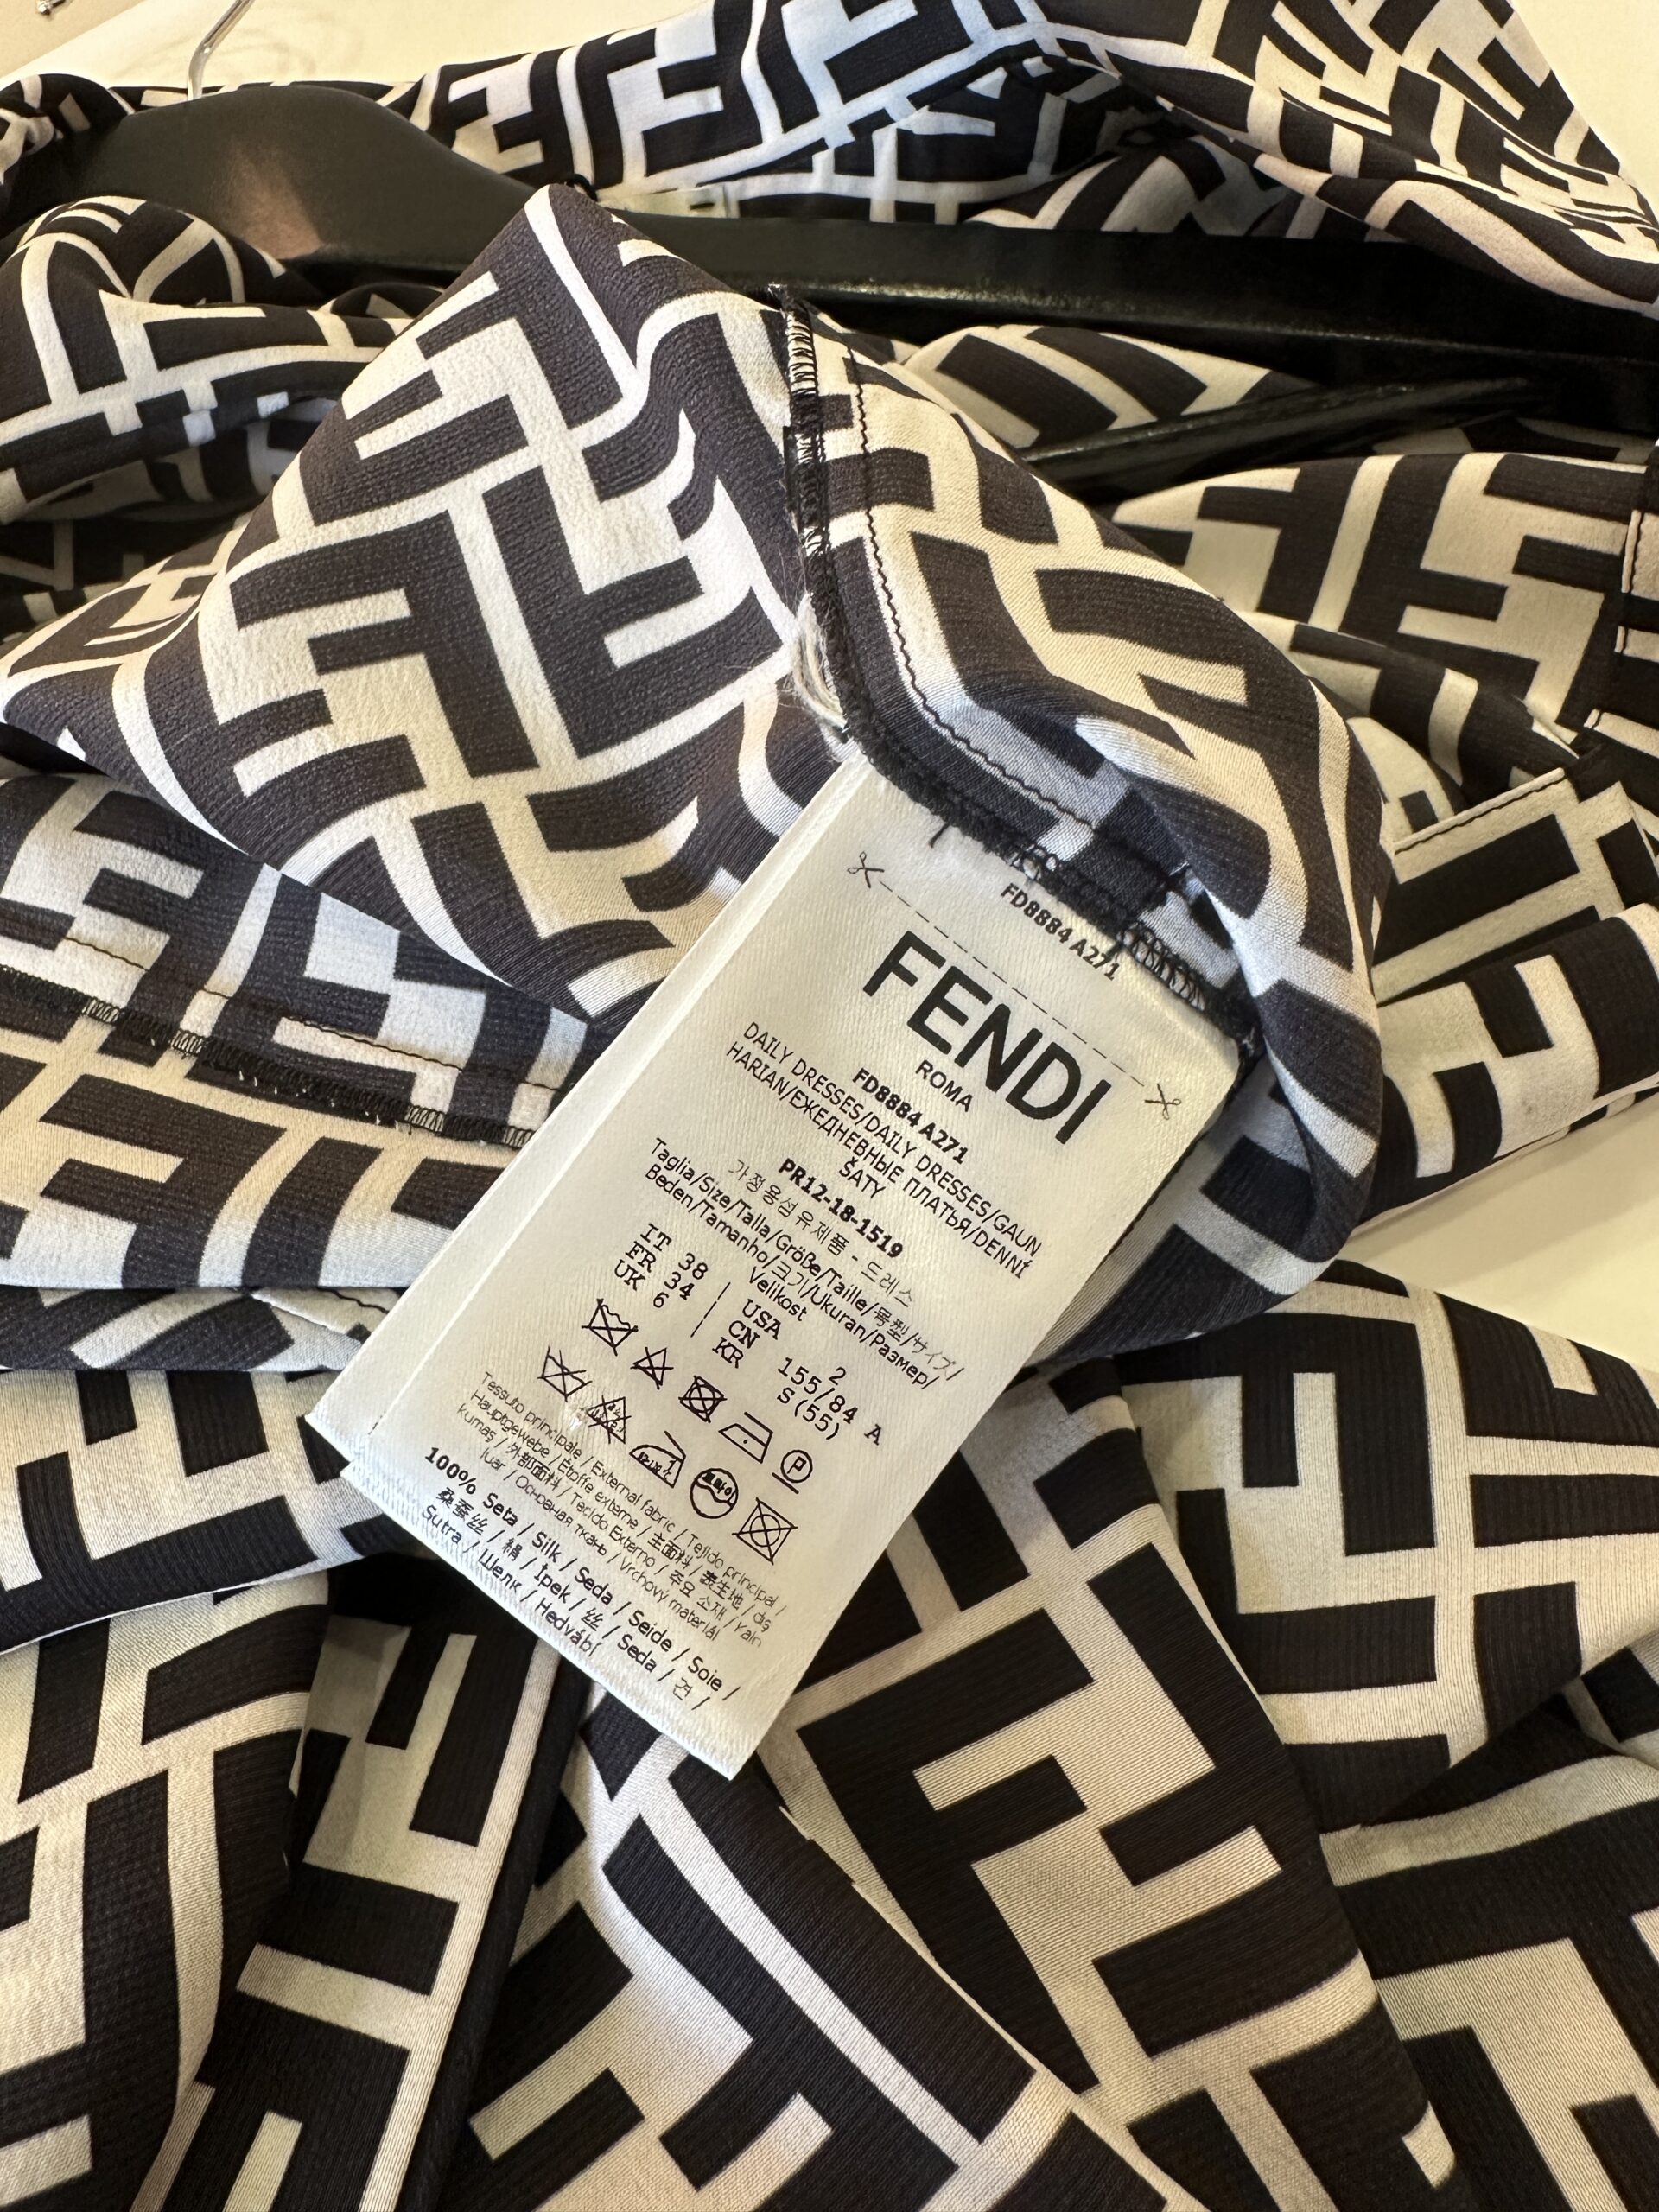 FD8884 A271
FENDI
ROMA
FD8884 A271
DAILY DRESSES/DAILY DRESSES/GAUN
HARIAN/ЕЖЕДНЕВНЫЕ ПЛАТЬЯ/DENNÍ
ŠATY
PR12-18-1519
가정용섬유제품 - 드레스
Taglia/Size/Talla/Größe/Taille/号型/サイズ/
Beden/Tamanho/크기/Ukuran/Размер/
Velikost
IT 38 | USA 2
FR 34 | CN 155/84 A
UK 6 | KR S(55)
P
드라이
Tessuto principale / External fabric / Tejido principal /
Hauptgewebe / Étoffe externe / 主面料 / 表生地 / dış
kumaş / 外部面料 / Tecido Externo / 주요 소재 / Kain
luar / Основная ткань / Vrchový materiál
100% Seta / Silk / Seda / Seide / Soie /
桑蚕丝 / 絹 / İpek / 丝 / Seda / 견 /
Sutra / Шелк / Hedvábí